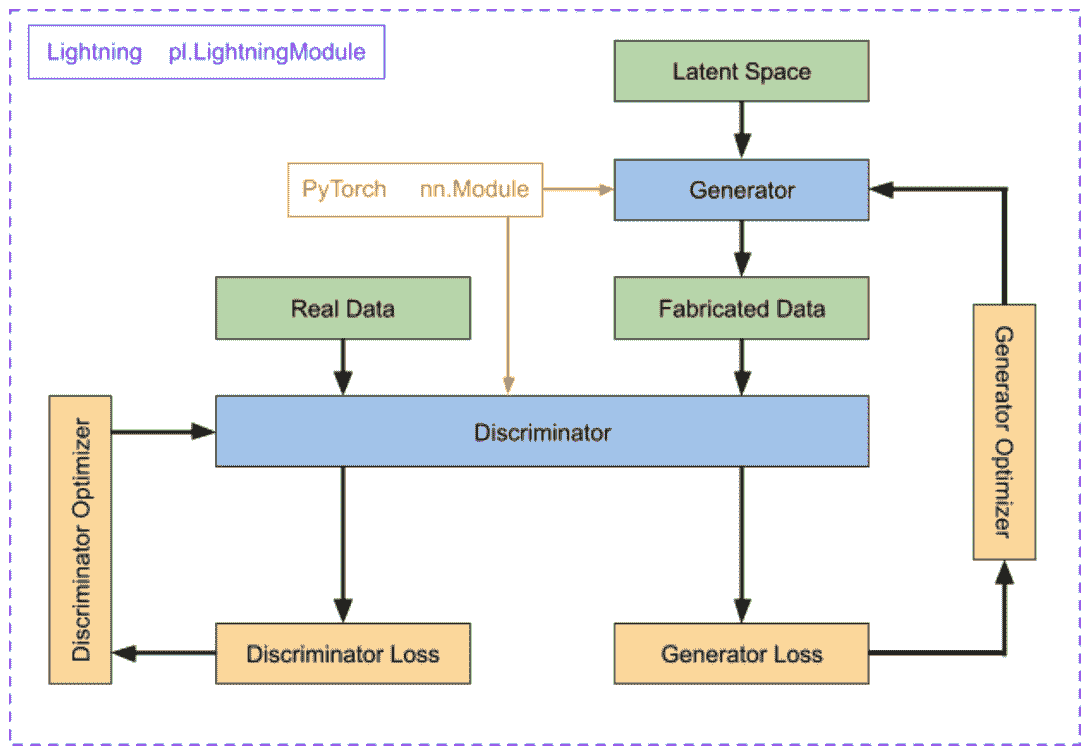 Lightning pl.LightningModule
Latent Space
PyTorch nn.Module
Generator
Real Data
Fabricated Data
Generator Optimizer
Discriminator
Discriminator Optimizer
Discriminator Loss
Generator Loss